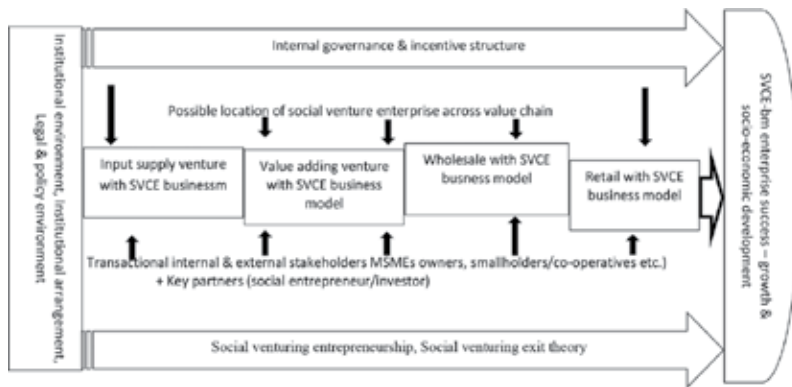 Institutional environment, Institutional arrangement,
Legal & policy environment
Internal governance & incentive structure
Possible location of social venture enterprise across value chain
Input supply venture
with SVCE businessm
Value adding venture
with SVCE business
model
Wholesale with SVCE
busness model
Retail with SVCE
business model
Transactional internal & external stakeholders MSMEs owners, smallholders/co-operatives etc.)
+ Key partners (social entrepreneur/investor)
Social venturing entrepreneurship, Social venturing exit theory
SVCE-bm enterprise success – growth &
socio-economic development